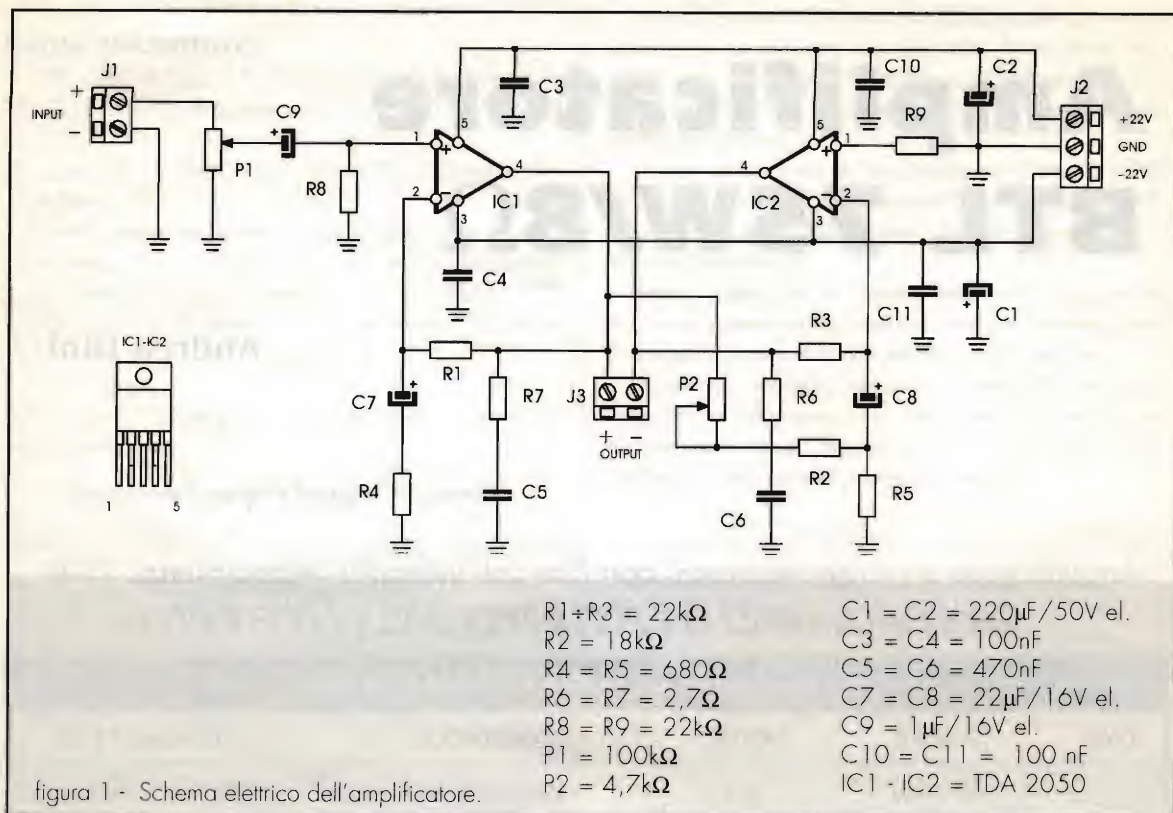 J1
+
INPUT
−
P1
C9
+
R8
1
5
2
3
4
IC1
C3
C4
C10
C2
+
J2
+22V
GND
−22V
R9
1
5
4
IC2
2
3
C11
C1
+
IC1-IC2
1 5
R1
C7
+
R4
R7
C5
J3
+ −
OUTPUT
P2
R3
R6
C8
+
R2
C6
R5
R1÷R3 = 22kΩ
R2 = 18kΩ
R4 = R5 = 680Ω
R6 = R7 = 2,7Ω
R8 = R9 = 22kΩ
P1 = 100kΩ
P2 = 4,7kΩ
C1 = C2 = 220µF/50V el.
C3 = C4 = 100nF
C5 = C6 = 470nF
C7 = C8 = 22µF/16V el.
C9 = 1µF/16V el.
C10 = C11 = 100 nF
IC1 - IC2 = TDA 2050
figura 1 - Schema elettrico dell'amplificatore.